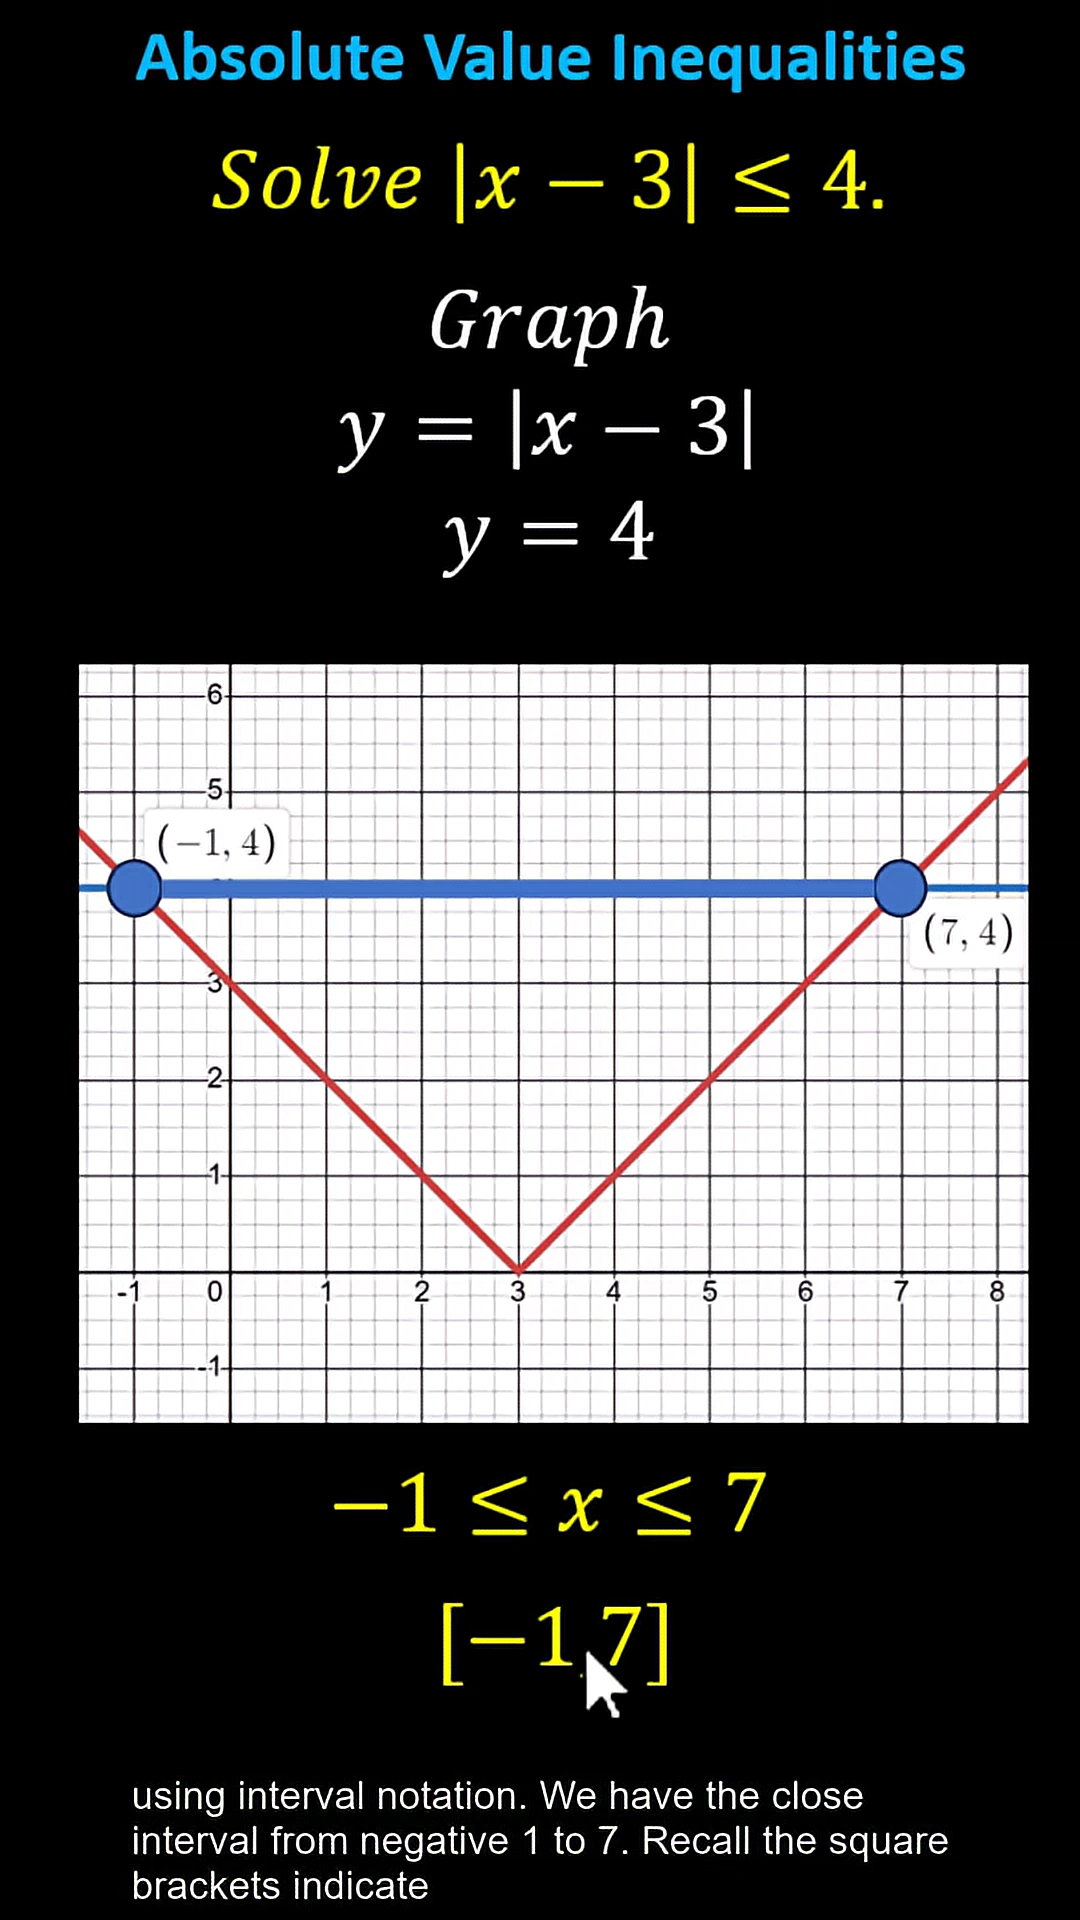 Absolute Value Inequalities
Solve |x − 3| ≤ 4.
Graph
y = |x − 3|
y = 4
6
5
(−1, 4)
(7, 4)
3
2
1
-1 0 1 2 3 4 5 6 7 8
-1
−1 ≤ x ≤ 7
[−1,7]
using interval notation. We have the close
interval from negative 1 to 7. Recall the square
brackets indicate